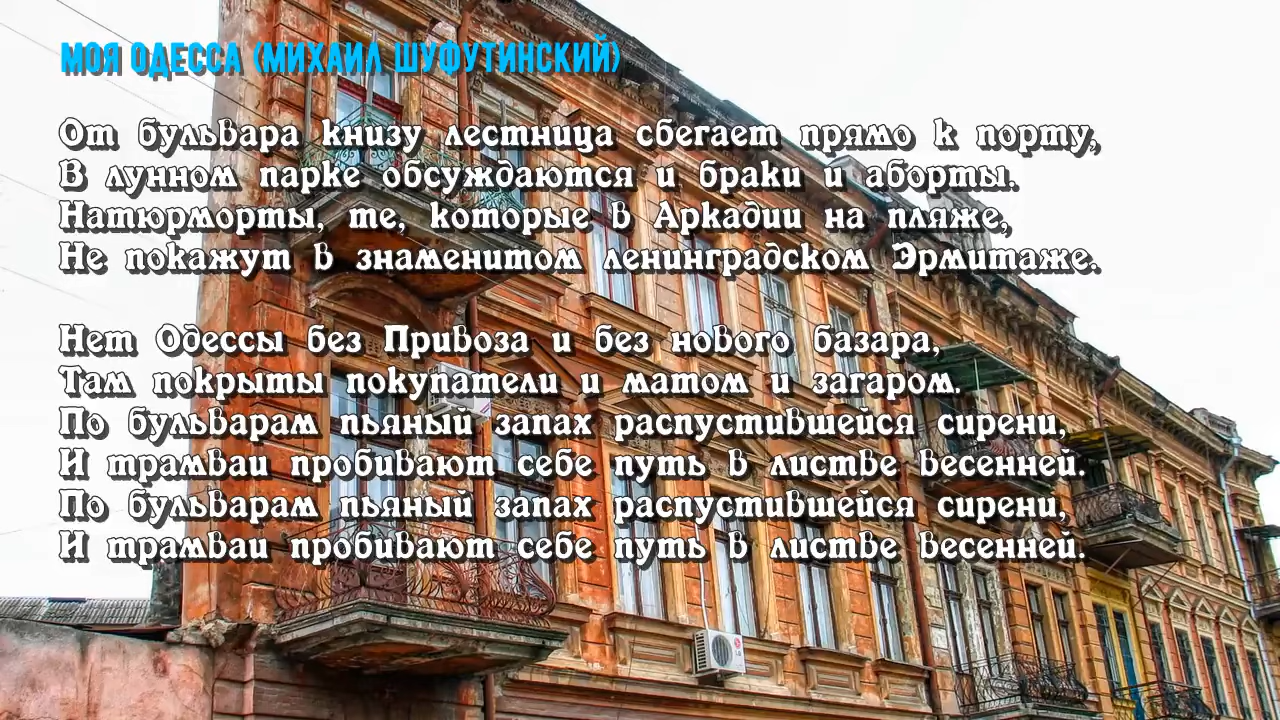 МОЯ ОДЕССА (МИХАИЛ ШУФУТИНСКИЙ)
От бульвара книзу лестница сбегает прямо к порту,
В лунном парке обсуждаются и браки и аборты.
Натюрморты, те, которые в Аркадии на пляже,
Не покажут в знаменитом ленинградском Эрмитаже.
Нет Одессы без Привоза и без нового базара,
Там покрыты покупатели и матом и загаром.
По бульварам пьяный запах распустившейся сирени,
И трамваи пробивают себе путь в листве весенней.
По бульварам пьяный запах распустившейся сирени,
И трамваи пробивают себе путь в листве весенней.
LG